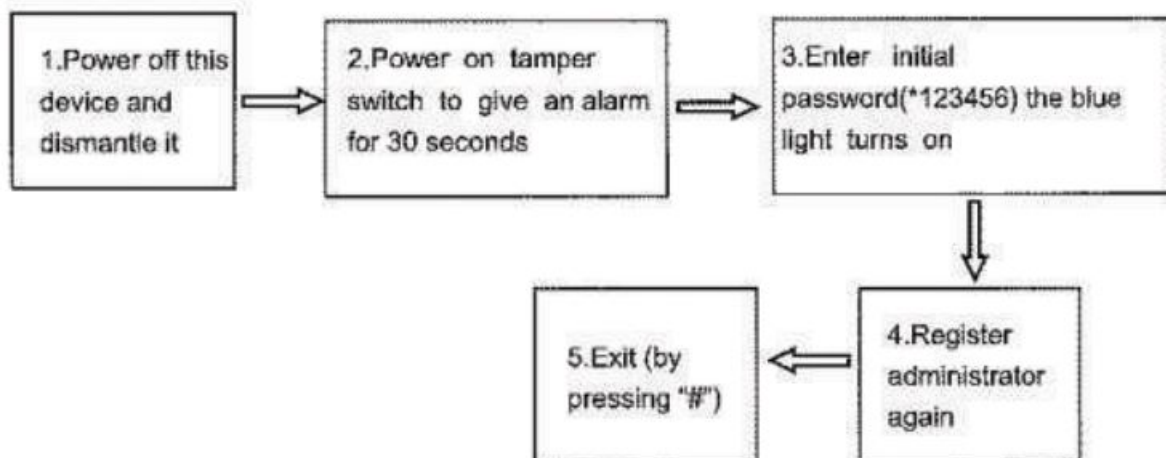 1.Power off this
device and
dismantle it
2.Power on tamper
switch to give an alarm
for 30 seconds
3.Enter initial
password(*123456) the blue
light turns on
4.Register
administrator
again
5.Exit (by
pressing "#")